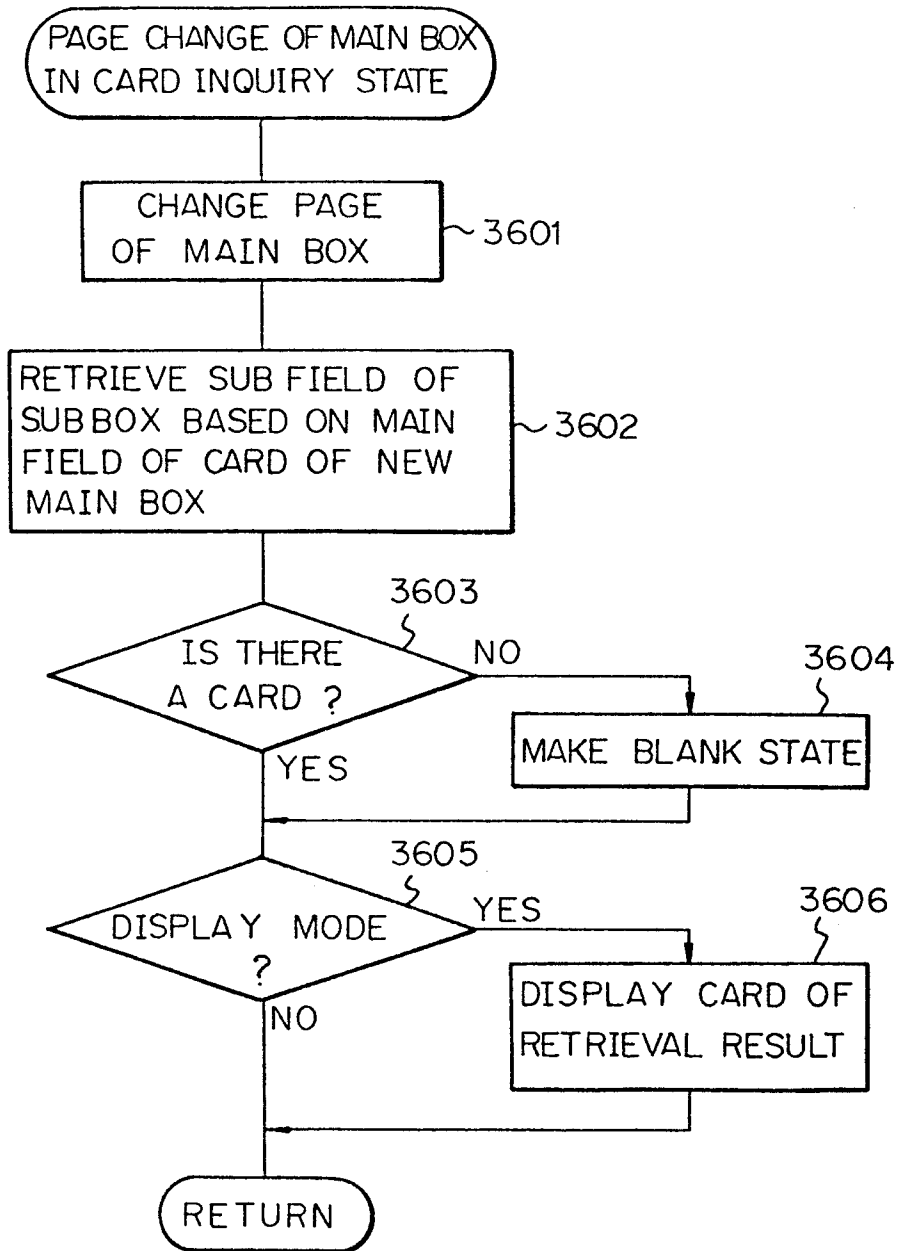 PAGE CHANGE OF MAIN BOX
IN CARD INQUIRY STATE
CHANGE PAGE
OF MAIN BOX
3601
RETRIEVE SUB FIELD OF
SUBBOX BASED ON MAIN
FIELD OF CARD OF NEW
MAIN BOX
3602
3603
IS THERE
A CARD ?
NO
YES
3604
MAKE BLANK STATE
3605
DISPLAY MODE
?
YES
NO
3606
DISPLAY CARD OF
RETRIEVAL RESULT
RETURN